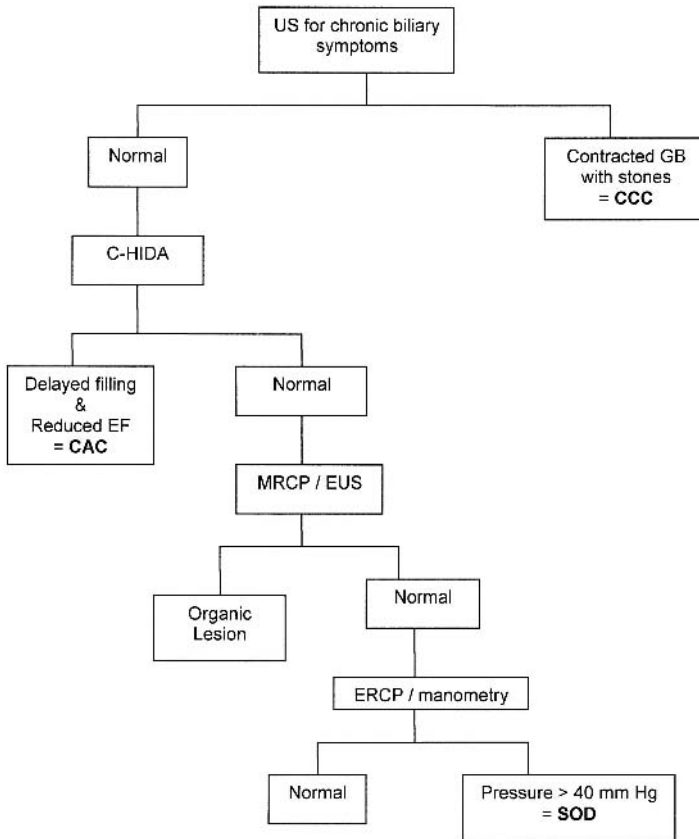 US for chronic biliary
symptoms
Normal
Contracted GB
with stones
= CCC
C-HIDA
Delayed filling
&
Reduced EF
= CAC
Normal
MRCP / EUS
Organic
Lesion
Normal
ERCP / manometry
Normal
Pressure > 40 mm Hg
= SOD